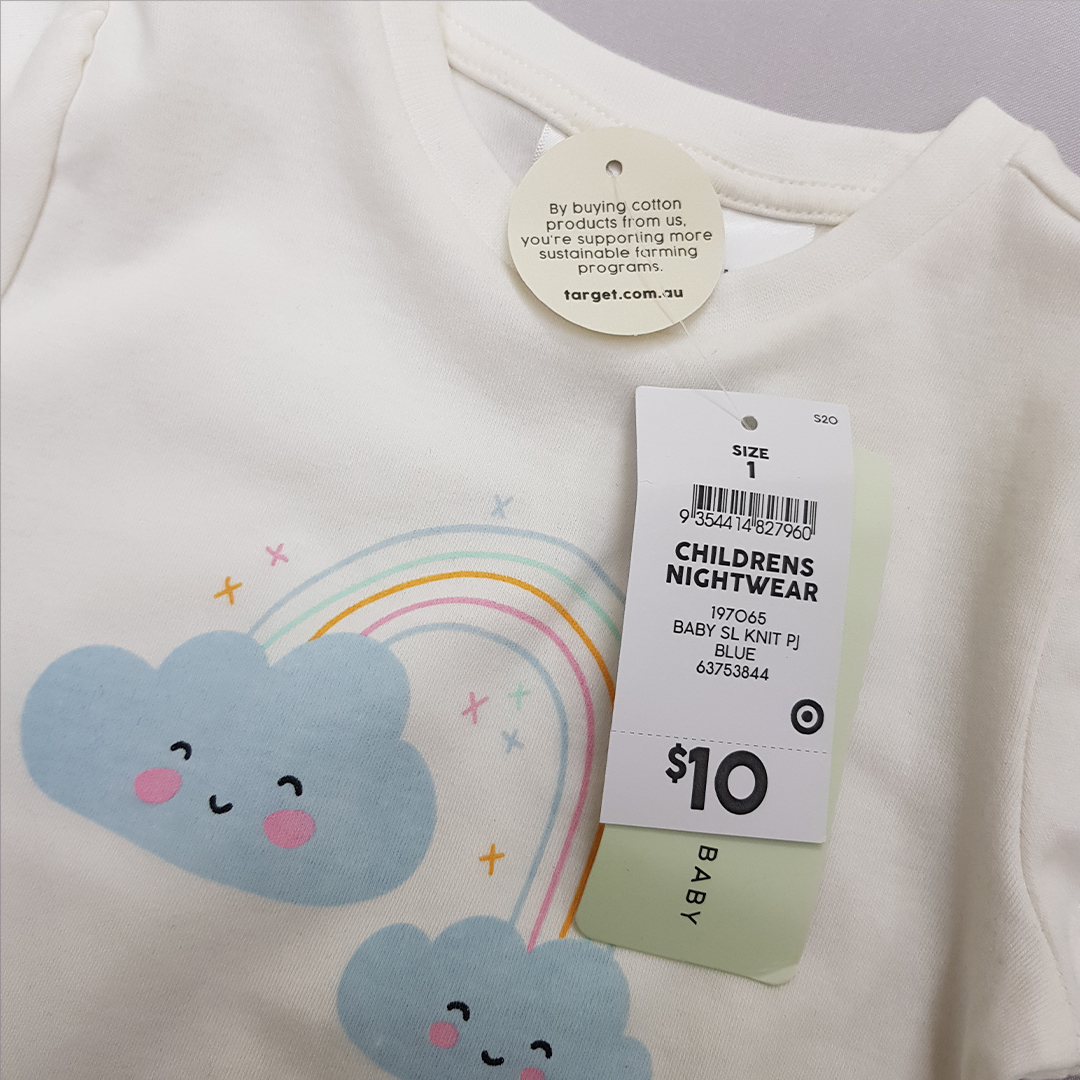 By buying cotton
products from us,
you're supporting more
sustainable farming
programs.
target.com.au
S20
SIZE
1
9 354414 827960
CHILDRENS
NIGHTWEAR
197065
BABY SL KNIT PJ
BLUE
63753844
$10
BABY